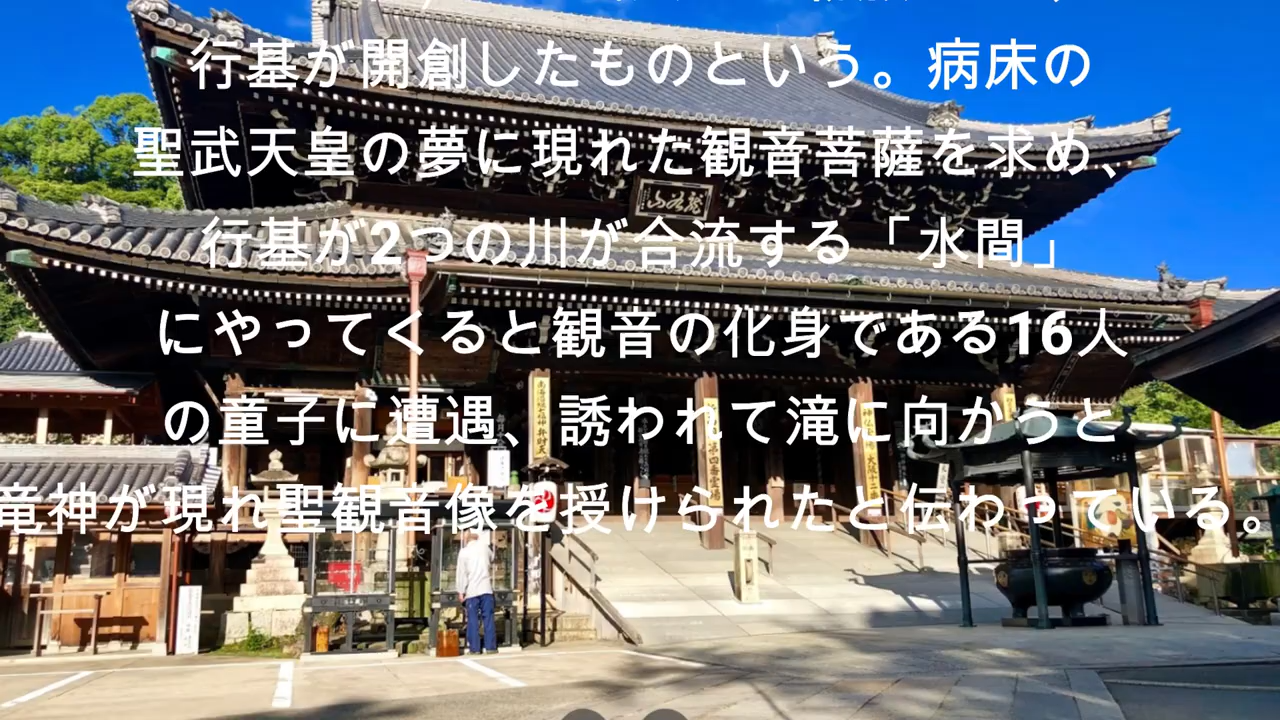 行基が開創したものという。病床の
聖武天皇の夢に現れた観音菩薩を求め、
行基が2つの川が合流する「水間」
にやってくると観音の化身である16人
の童子に遭遇、誘われて滝に向かうと
竜神が現れ聖観音像を授けられたと伝わっている。
龍谷山